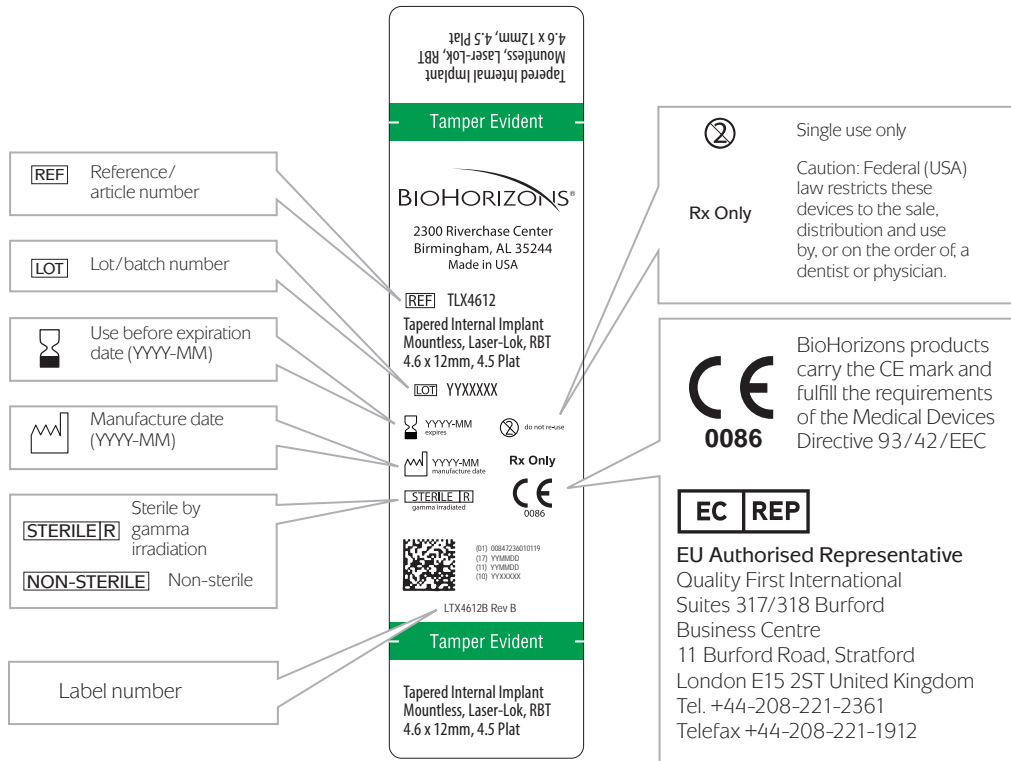 Tapered Internal Implant
Mountless, Laser-Lok, RBT
4.6 x 12mm, 4.5 Plat
Tamper Evident
BIOHORIZONS®
2300 Riverchase Center
Birmingham, AL 35244
Made in USA
REF TLX4612
Tapered Internal Implant
Mountless, Laser-Lok, RBT
4.6 x 12mm, 4.5 Plat
LOT YYXXXXX
YYYY-MM
expires
2 do not re-use
YYYY-MM
manufacture date
Rx Only
STERILE R
gamma irradiated
CE
0086
(01) 00847236010119
(17) YYMMDD
(11) YYMMDD
(10) YYXXXXX
LTX4612B Rev B
Tamper Evident
Tapered Internal Implant
Mountless, Laser-Lok, RBT
4.6 x 12mm, 4.5 Plat
REF Reference/
article number
LOT Lot/batch number
Use before expiration
date (YYYY-MM)
Manufacture date
(YYYY-MM)
STERILE R Sterile by
gamma
irradiation
NON-STERILE Non-sterile
Label number
2 Single use only
Rx Only
Caution: Federal (USA)
law restricts these
devices to the sale,
distribution and use
by, or on the order of, a
dentist or physician.
CE
0086
BioHorizons products
carry the CE mark and
fulfill the requirements
of the Medical Devices
Directive 93/42/EEC
EC REP
EU Authorised Representative
Quality First International
Suites 317/318 Burford
Business Centre
11 Burford Road, Stratford
London E15 2ST United Kingdom
Tel. +44-208-221-2361
Telefax +44-208-221-1912